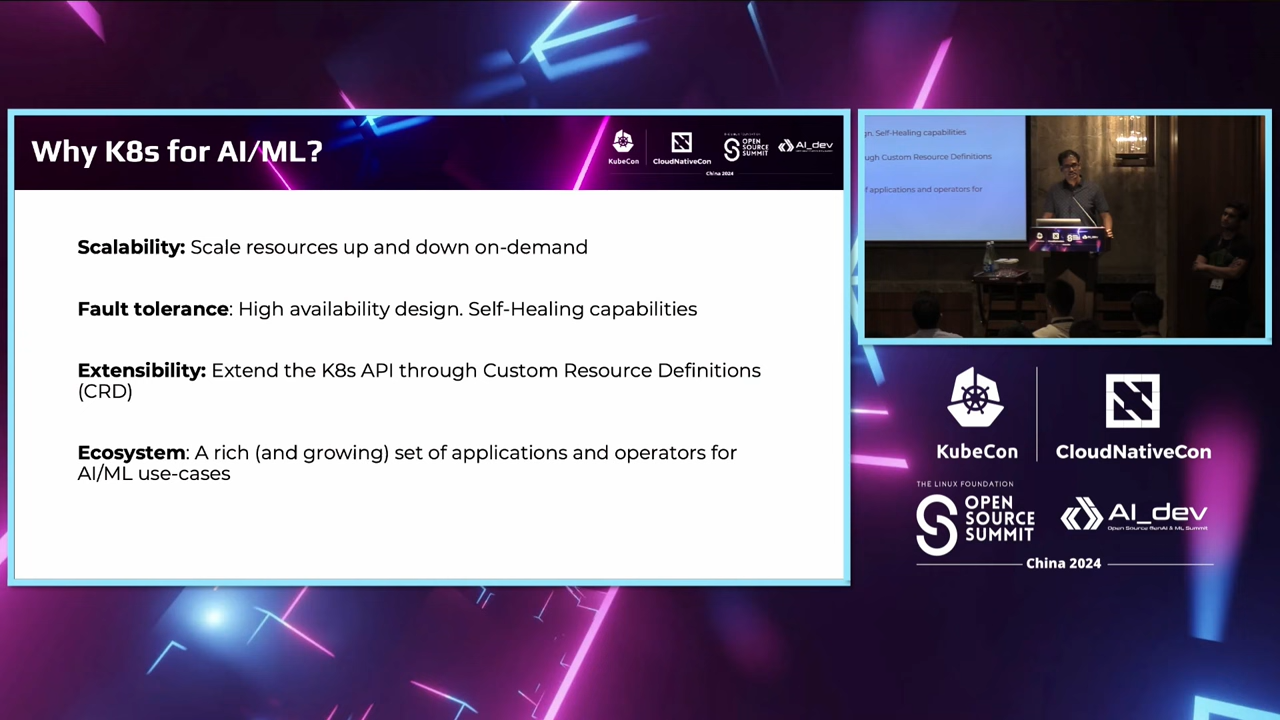 Why K8s for AI/ML?
KubeCon
CloudNativeCon
OPEN
SOURCE
SUMMIT
AI_dev
China 2024
Scalability: Scale resources up and down on-demand
Fault tolerance: High availability design. Self-Healing capabilities
Extensibility: Extend the K8s API through Custom Resource Definitions
(CRD)
Ecosystem: A rich (and growing) set of applications and operators for
AI/ML use-cases
gn. Self-Healing capabilities
ugh Custom Resource Definitions
of applications and operators for
KubeCon
CloudNativeCon
THE LINUX FOUNDATION
OPEN
SOURCE
SUMMIT
AI_dev
Open Source GenAI & ML Summit
China 2024